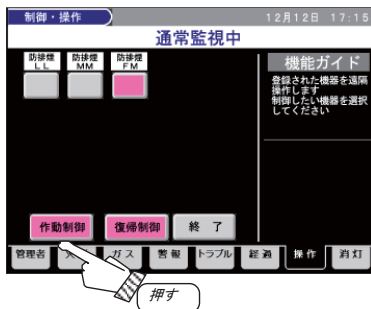 制御・操作
12月12日 17:15
通常監視中
防排煙
LL
防排煙
MM
防排煙
FM
機能ガイド
登録された機器を遠隔
操作します
制御したい機器を選択
してください
作動制御 復帰制御 終 了
管理者
ガス 警報 トラブル 経過 操作 消灯
押す